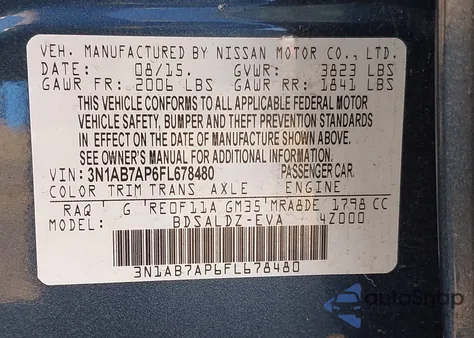 VEH. MANUFACTURED BY NISSAN MOTOR CO., LTD.
DATE: 08/15. GVWR: 3823 LBS
GAWR FR: 2006 LBS GAWR RR: 1841 LBS
THIS VEHICLE CONFORMS TO ALL APPLICABLE FEDERAL MOTOR
VEHICLE SAFETY, BUMPER AND THEFT PREVENTION STANDARDS
IN EFFECT ON THE DATE OF MANUFACTURE SHOWN ABOVE.
SEE OWNER'S MANUAL FOR ADDITIONAL INFORMATION.
VIN: 3N1AB7AP6FL678480 PASSENGER CAR.
COLOR TRIM TRANS AXLE ENGINE
RAQ G RE0F11A GM35 MRA8DE 1798 CC
MODEL: BDSALDZ-EVA 4Z000
3N1AB7AP6FL678480
autoSnap